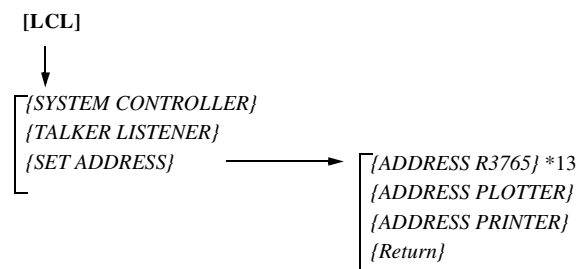 [LCL]
{SYSTEM CONTROLLER}
{TALKER LISTENER}
{SET ADDRESS}
{ADDRESS R3765} *13
{ADDRESS PLOTTER}
{ADDRESS PRINTER}
{Return}